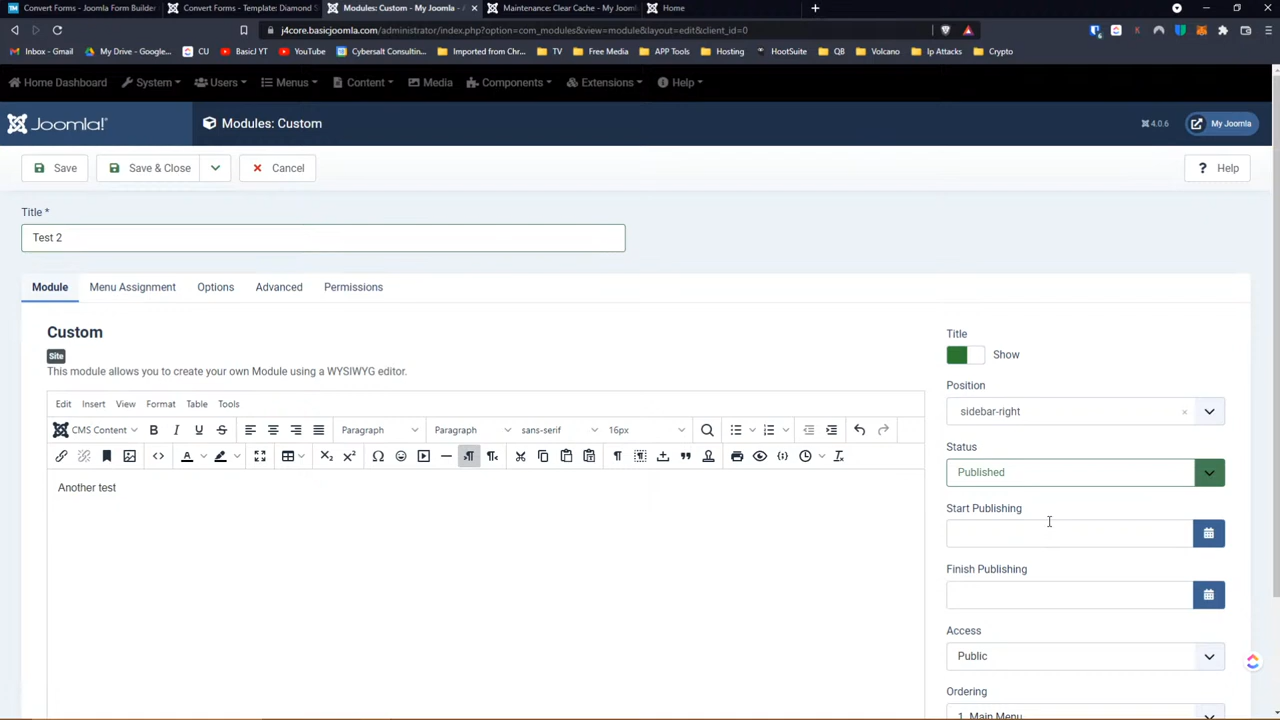 Convert Forms - Joomla Form Builder
Convert Forms - Template: Diamond S
Modules: Custom - My Joomla - A
Maintenance: Clear Cache - My Joom
Home
j4core.basicjoomla.com/administrator/index.php?option=com_modules&view=module&layout=edit&client_id=0
Inbox - Gmail
My Drive - Google...
CU
BasicJ YT
YouTube
Cybersalt Consultin...
Imported from Chr...
TV
Free Media
APP Tools
Hosting
HootSuite
QB
Volcano
Ip Attacks
Crypto
Home Dashboard
System
Users
Menus
Content
Media
Components
Extensions
Help
Joomla!
Modules: Custom
4.0.6
My Joomla
Save
Save & Close
Cancel
? Help
Title *
Test 2
Module
Menu Assignment
Options
Advanced
Permissions
Custom
Site
This module allows you to create your own Module using a WYSIWYG editor.
Edit
Insert
View
Format
Table
Tools
CMS Content
B
I
U
S
Paragraph
Paragraph
sans-serif
16px
Another test
Title
Show
Position
sidebar-right
Status
Published
Start Publishing
Finish Publishing
Access
Public
Ordering
1. Main Menu